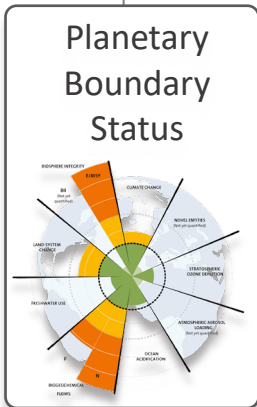 Planetary
Boundary
Status
BIOSPHERE INTEGRITY
E/MSY
BII
(Not yet
quantified)
CLIMATE CHANGE
NOVEL ENTITIES
(Not yet quantified)
LAND-SYSTEM
CHANGE
STRATOSPHERIC
OZONE DEPLETION
FRESHWATER USE
ATMOSPHERIC AEROSOL
LOADING
(Not yet quantified)
P
N
OCEAN
ACIDIFICATION
BIOGEOCHEMICAL
FLOWS